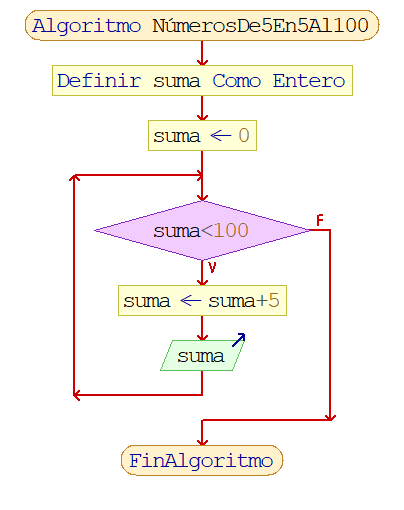 Algoritmo NúmerosDe5En5Al100
Definir suma Como Entero
suma ← 0
suma<100
F
V
suma ← suma+5
suma
FinAlgoritmo